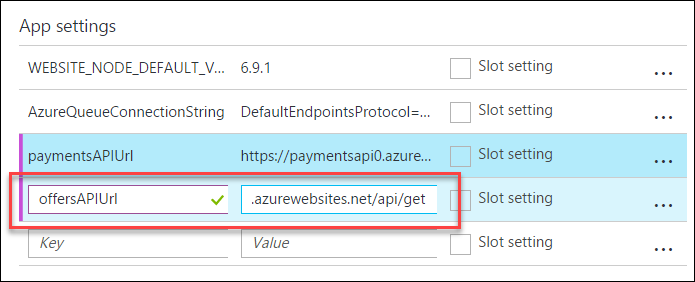 App settings
WEBSITE_NODE_DEFAULT_V... 6.9.1 Slot setting ...
AzureQueueConnectionString DefaultEndpointsProtocol=... Slot setting ...
paymentsAPIUrl https://paymentsapi0.azure... Slot setting ...
offersAPIUrl .azurewebsites.net/api/get Slot setting ...
Key Value Slot setting ...